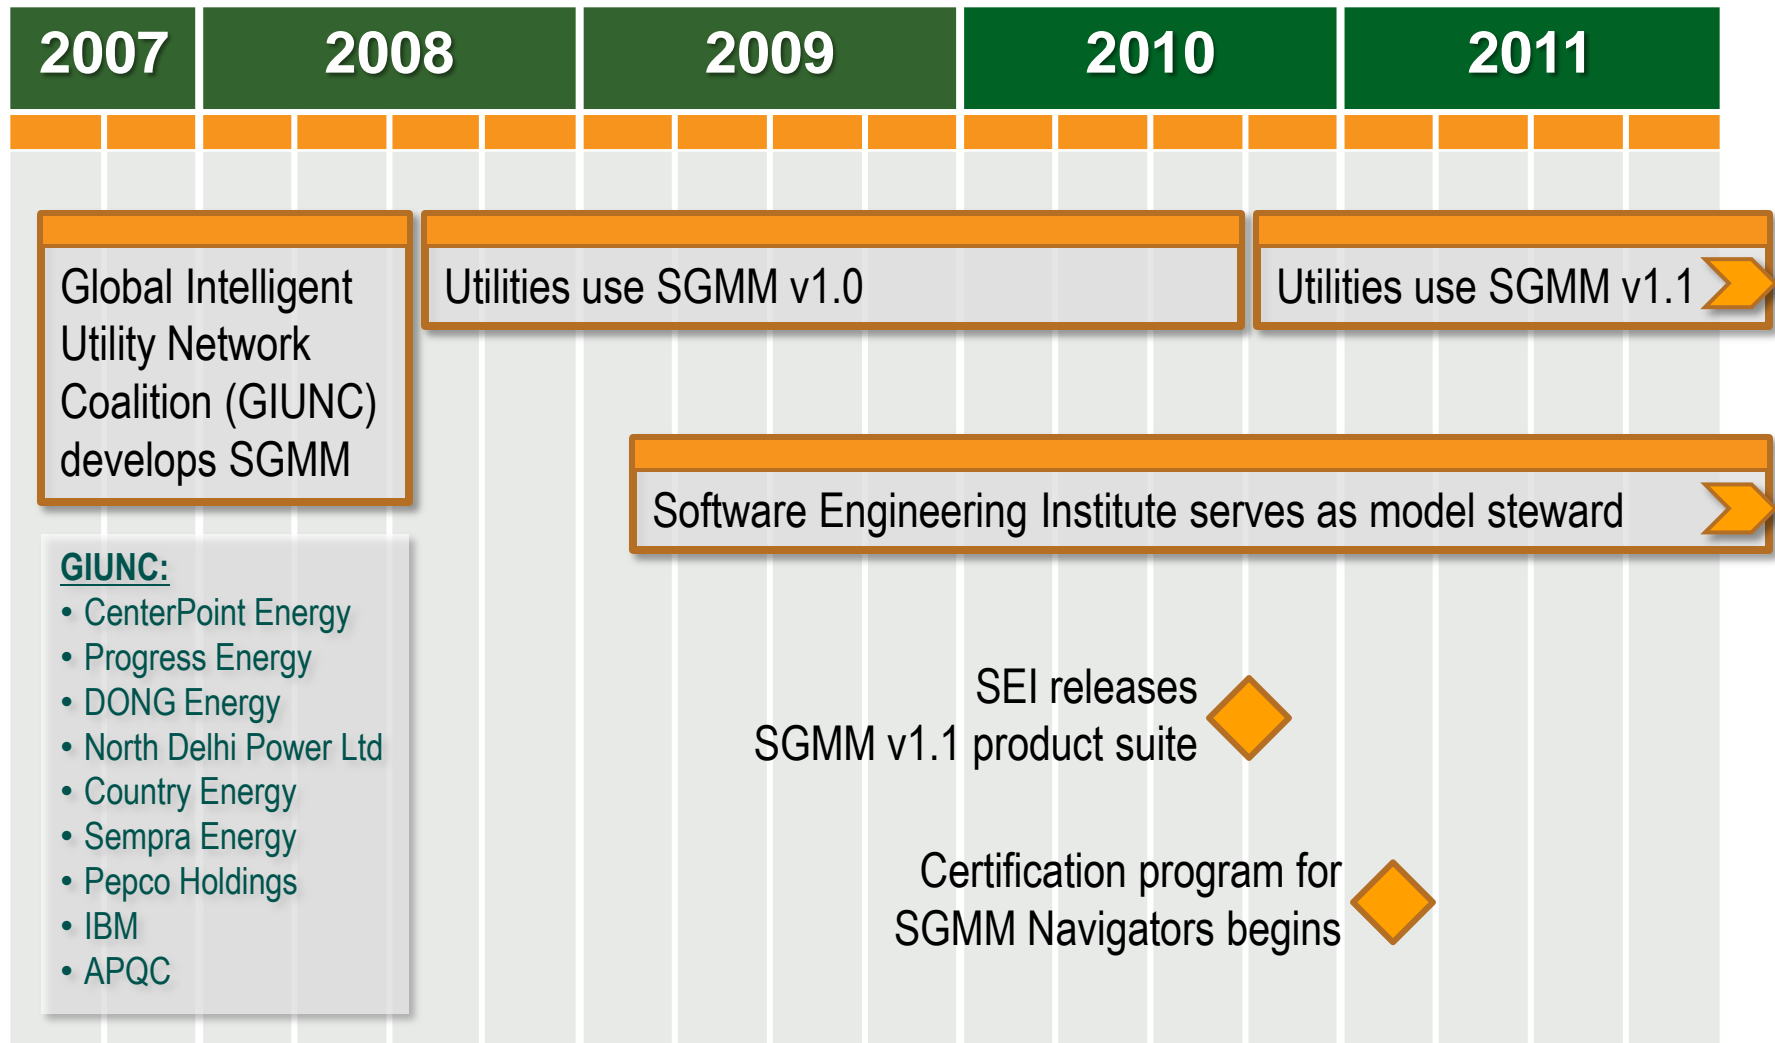 2007 2008 2009 2010 2011
Global Intelligent
Utility Network
Coalition (GIUNC)
develops SGMM
Utilities use SGMM v1.0
Utilities use SGMM v1.1
Software Engineering Institute serves as model steward
GIUNC:
• CenterPoint Energy
• Progress Energy
• DONG Energy
• North Delhi Power Ltd
• Country Energy
• Sempra Energy
• Pepco Holdings
• IBM
• APQC
SEI releases
SGMM v1.1 product suite
Certification program for
SGMM Navigators begins